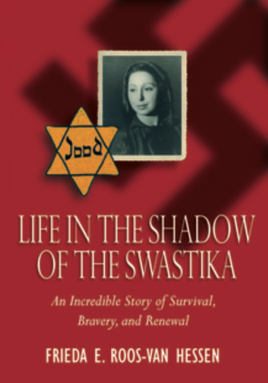 Jood
LIFE IN THE SHADOW
OF THE SWASTIKA
An Incredible Story of Survival,
Bravery, and Renewal
FRIEDA E. ROOS-VAN HESSEN